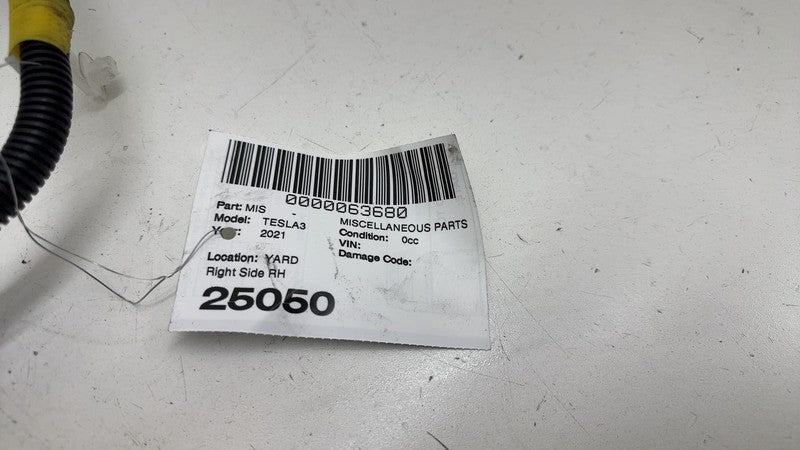 0000063680
Part: MIS MISCELLANEOUS PARTS
Model: TESLA3 Condition: 0cc
2021 VIN:
Damage Code:
Location: YARD
Right Side RH
25050